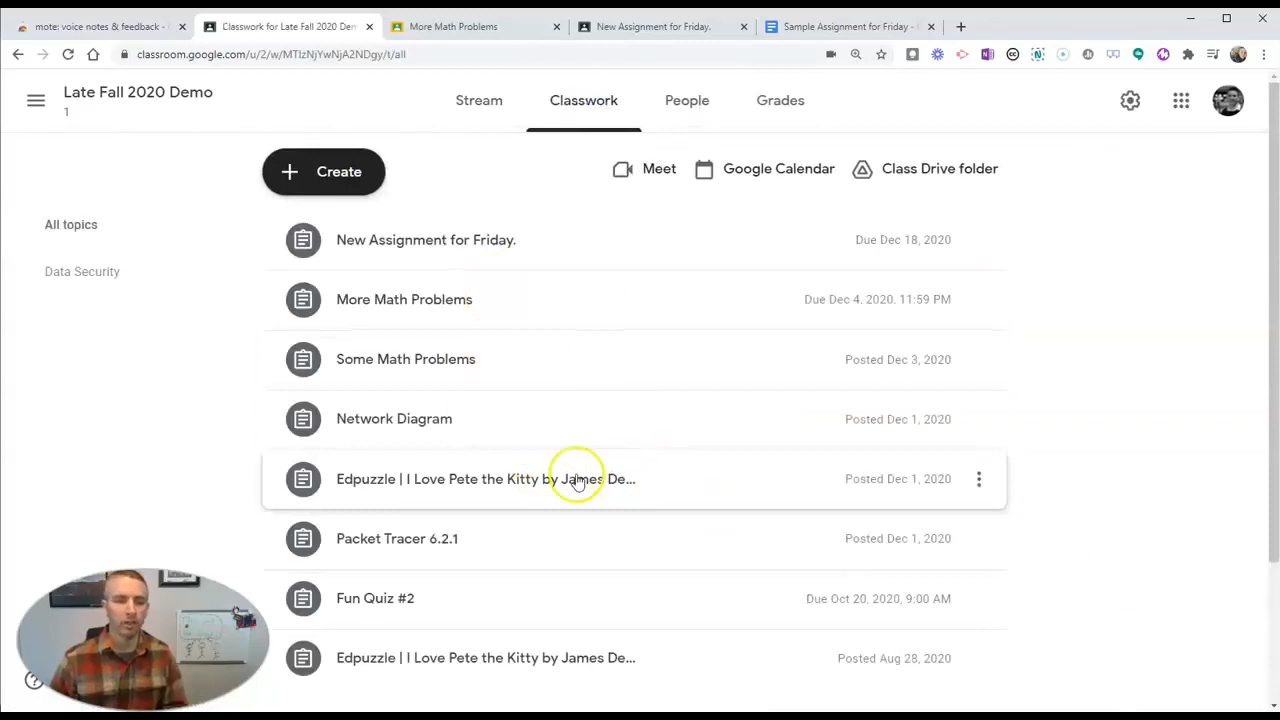 mote: voice notes & feedback -
Classwork for Late Fall 2020 Dem
More Math Problems
New Assignment for Friday.
Sample Assignment for Friday -
classroom.google.com/u/2/w/MTIzNjYwNjA2NDgy/t/all
Late Fall 2020 Demo
1
Stream
Classwork
People
Grades
Create
Meet
Google Calendar
Class Drive folder
All topics
Data Security
New Assignment for Friday.
Due Dec 18, 2020
More Math Problems
Due Dec 4, 2020, 11:59 PM
Some Math Problems
Posted Dec 3, 2020
Network Diagram
Posted Dec 1, 2020
Edpuzzle | I Love Pete the Kitty by James De...
Posted Dec 1, 2020
Packet Tracer 6.2.1
Posted Dec 1, 2020
Fun Quiz #2
Due Oct 20, 2020, 9:00 AM
Edpuzzle | I Love Pete the Kitty by James De...
Posted Aug 28, 2020